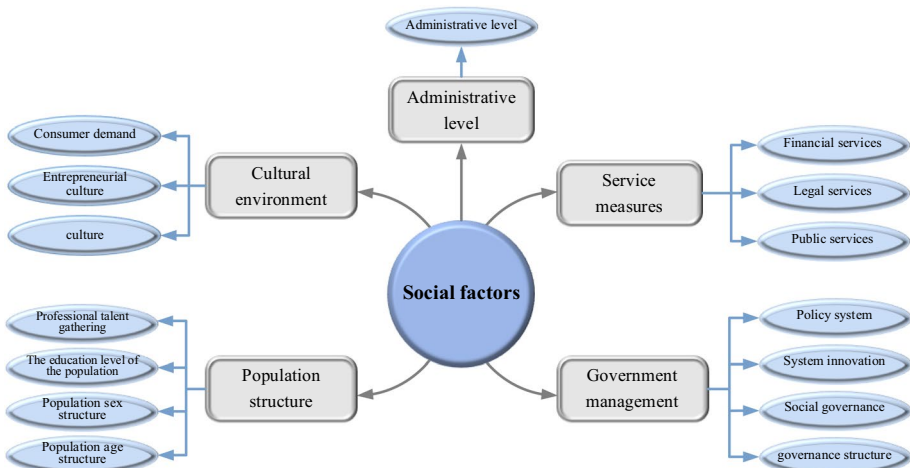 Administrative level
Administrative
level
Consumer demand
Entrepreneurial
culture
culture
Cultural
environment
Service
measures
Financial services
Legal services
Public services
Social factors
Professional talent
gathering
The education level of
the population
Population sex
structure
Population age
structure
Population
structure
Government
management
Policy system
System innovation
Social governance
governance structure